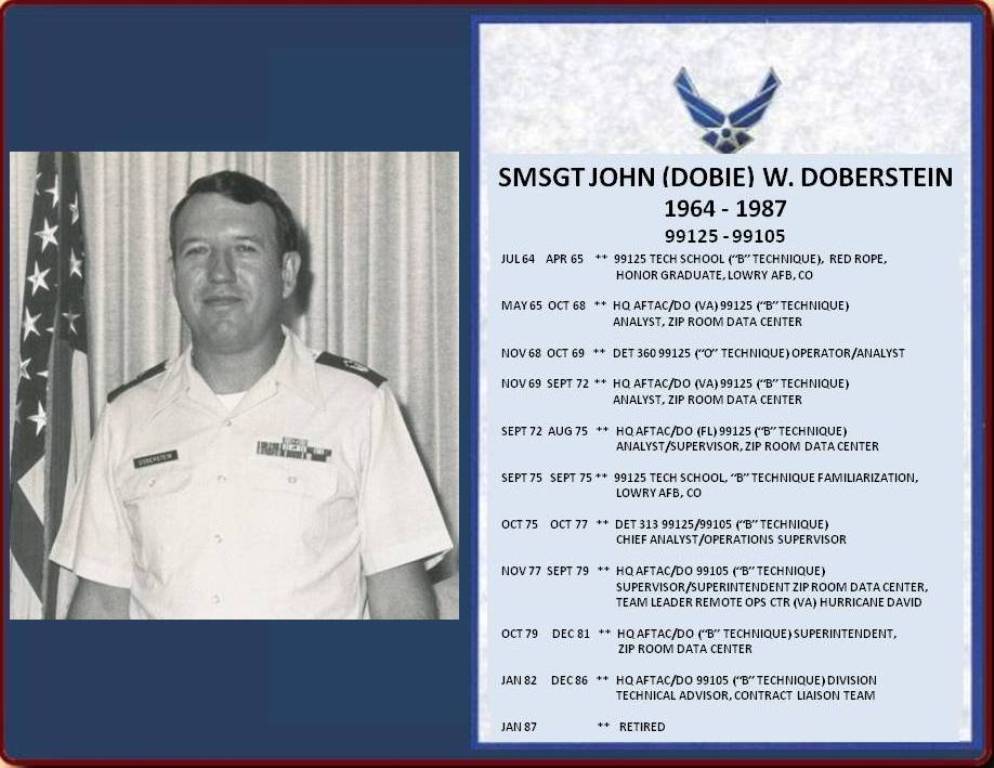 DOBERSTEIN
SMSGT JOHN (DOBIE) W. DOBERSTEIN
1964 - 1987
99125 - 99105
JUL 64 APR 65 ** 99125 TECH SCHOOL ("B" TECHNIQUE), RED ROPE,
HONOR GRADUATE, LOWRY AFB, CO
MAY 65 OCT 68 ** HQ AFTAC/DO (VA) 99125 ("B" TECHNIQUE)
ANALYST, ZIP ROOM DATA CENTER
NOV 68 OCT 69 ** DET 360 99125 ("O" TECHNIQUE) OPERATOR/ANALYST
NOV 69 SEPT 72 ** HQ AFTAC/DO (VA) 99125 ("B" TECHNIQUE)
ANALYST, ZIP ROOM DATA CENTER
SEPT 72 AUG 75 ** HQ AFTAC/DO (FL) 99125 ("B" TECHNIQUE)
ANALYST/SUPERVISOR, ZIP ROOM DATA CENTER
SEPT 75 SEPT 75 ** 99125 TECH SCHOOL, "B" TECHNIQUE FAMILIARIZATION,
LOWRY AFB, CO
OCT 75 OCT 77 ** DET 313 99125/99105 ("B" TECHNIQUE)
CHIEF ANALYST/OPERATIONS SUPERVISOR
NOV 77 SEPT 79 ** HQ AFTAC/DO 99105 ("B" TECHNIQUE)
SUPERVISOR/SUPERINTENDENT ZIP ROOM DATA CENTER,
TEAM LEADER REMOTE OPS CTR (VA) HURRICANE DAVID
OCT 79 DEC 81 ** HQ AFTAC/DO ("B" TECHNIQUE) SUPERINTENDENT,
ZIP ROOM DATA CENTER
JAN 82 DEC 86 ** HQ AFTAC/DO 99105 ("B" TECHNIQUE) DIVISION
TECHNICAL ADVISOR, CONTRACT LIAISON TEAM
JAN 87 ** RETIRED